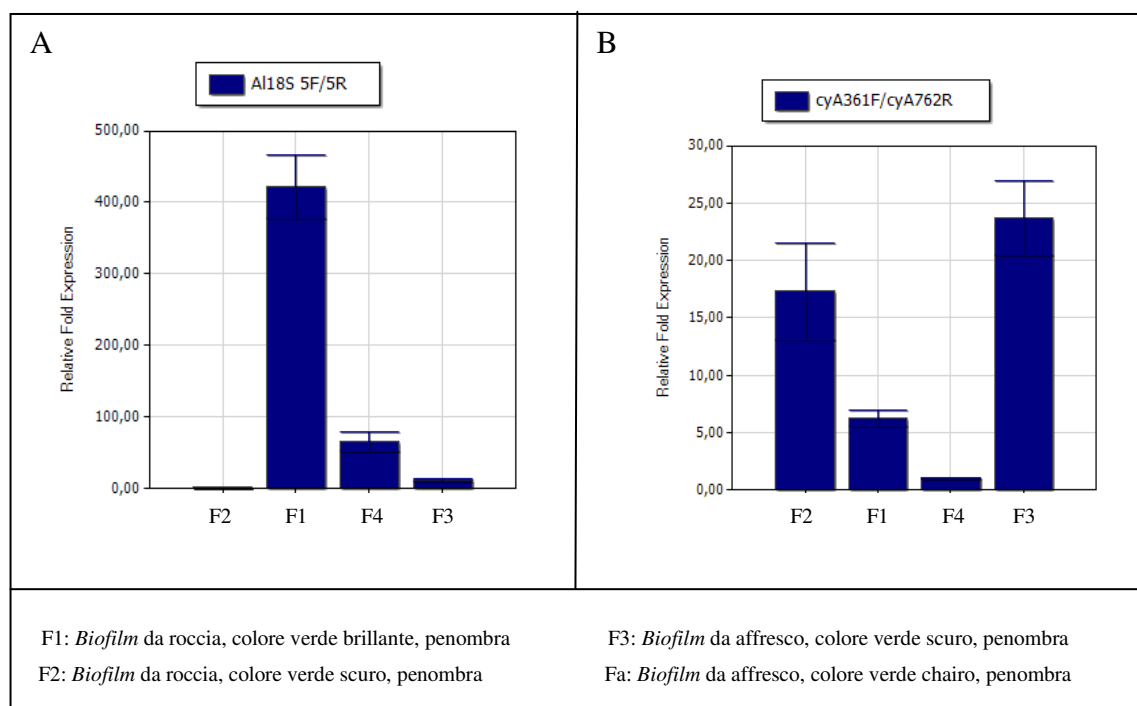 A
Al18S 5F/5R
500,00
400,00
300,00
200,00
100,00
0,00
Relative Fold Expression
F2 F1 F4 F3
B
cyA361F/cyA762R
30,00
25,00
20,00
15,00
10,00
5,00
0,00
Relative Fold Expression
F2 F1 F4 F3
F1: Biofilm da roccia, colore verde brillante, penombra
F2: Biofilm da roccia, colore verde scuro, penombra
F3: Biofilm da affresco, colore verde scuro, penombra
Fa: Biofilm da affresco, colore verde chairo, penombra